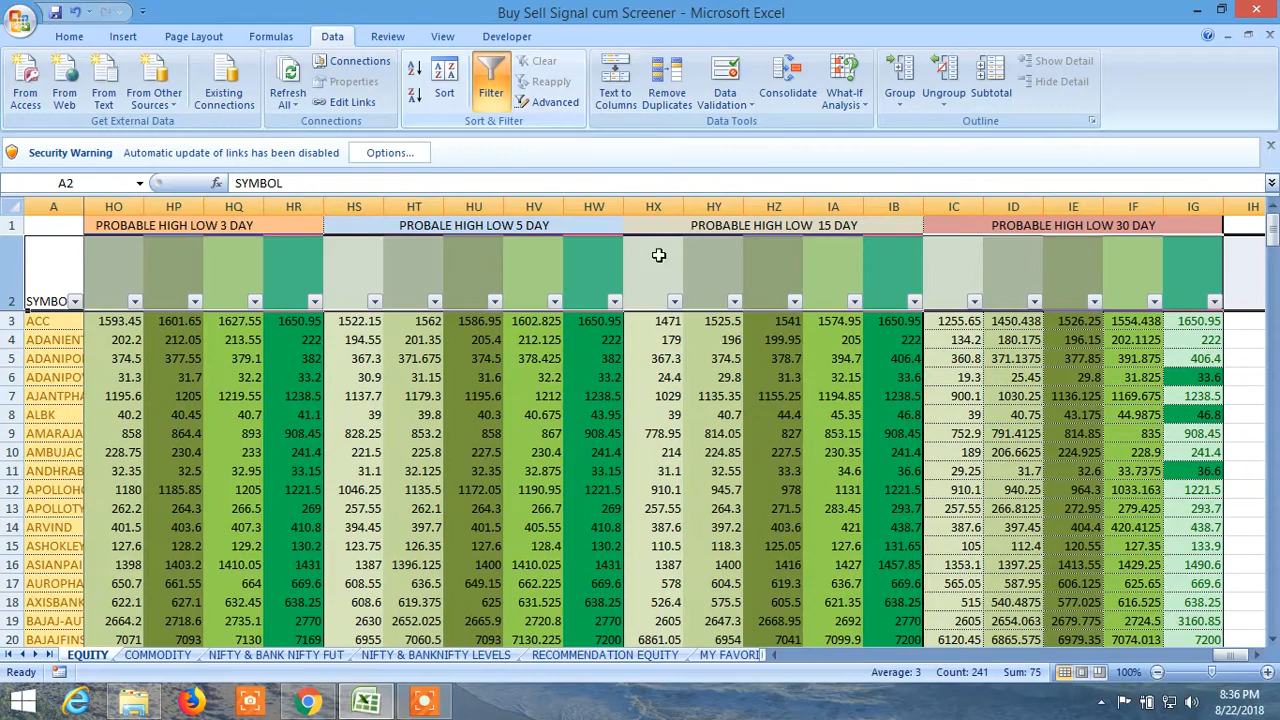 Buy Sell Signal cum Screener - Microsoft Excel
Home Insert Page Layout Formulas Data Review View Developer
From Access From Web From Text From Other Sources Existing Connections Refresh All Connections Properties Edit Links Sort Filter Clear Reapply Advanced Text to Columns Remove Duplicates Data Validation Consolidate What-If Analysis Group Ungroup Subtotal Show Detail Hide Detail
Get External Data Connections Sort & Filter Data Tools Outline
Security Warning Automatic update of links has been disabled Options...
A2 fx SYMBOL
A HO HP HQ HR HS HT HU HV HW HX HY HZ IA IB IC ID IE IF IG IH
1 PROBABLE HIGH LOW 3 DAY PROBALE HIGH LOW 5 DAY PROBABLE HIGH LOW 15 DAY PROBABLE HIGH LOW 30 DAY
2 SYMBO
3 ACC 1593.45 1601.65 1627.55 1650.95 1522.15 1562 1586.95 1602.825 1650.95 1471 1525.5 1541 1574.95 1650.95 1255.65 1450.438 1526.25 1554.438 1650.95
4 ADANIENT 202.2 212.05 213.55 222 194.55 201.35 205.4 212.125 222 179 196 199.95 205 222 134.2 180.175 196.15 202.1125 222
5 ADANIPO 374.5 377.55 379.1 382 367.3 371.675 374.5 378.425 382 367.3 374.5 378.7 394.7 406.4 360.8 371.1375 377.85 391.875 406.4
6 ADANIPO 31.3 31.7 32.2 33.2 30.9 31.15 31.6 32.2 33.2 24.4 29.8 31.3 32.15 33.6 19.3 25.45 29.8 31.825 33.6
7 AJANTPHA 1195.6 1205 1219.55 1238.5 1137.7 1179.3 1195.6 1212 1238.5 1029 1135.35 1155.25 1194.85 1238.5 900.1 1030.25 1136.125 1169.675 1238.5
8 ALBK 40.2 40.45 40.7 41.1 39 39.8 40.3 40.675 43.95 39 40.7 44.4 45.35 46.8 39 40.75 43.175 44.9875 46.8
9 AMARAJA 858 864.4 893 908.45 828.25 853.2 858 867 908.45 778.95 814.05 827 853.15 908.45 752.9 791.4125 814.85 835 908.45
10 AMBUJAC 228.75 230.4 233 241.4 221.5 225.8 227.5 230.4 241.4 214 224.85 227.5 230.35 241.4 189 206.6625 224.925 228.9 241.4
11 ANDHRAB 32.35 32.5 32.95 33.15 31.1 32.125 32.35 32.875 33.15 31.1 32.55 33.3 34.6 36.6 29.25 31.7 32.6 33.7375 36.6
12 APOLLOHO 1180 1185.85 1205 1221.5 1046.25 1135.5 1172.05 1190.95 1221.5 910.1 945.7 978 1131 1221.5 910.1 940.25 964.3 1033.163 1221.5
13 APOLLOTY 262.2 264.3 266.5 269 257.55 262.1 264.3 266.7 269 257.55 264.3 271.5 283.45 293.7 257.55 266.8125 272.95 279.475 293.7
14 ARVIND 401.5 403.6 407.3 410.8 394.45 397.7 401.5 405.55 410.8 387.6 392.2 403.6 421 438.7 387.6 397.45 404.4 420.4125 438.7
15 ASHOKLEY 127.6 128.2 129.2 130.2 123.75 126.35 127.6 128.4 130.2 110.5 118.3 125.05 127.6 131.65 105 112.4 120.55 127.35 133.9
16 ASIANPAI 1398 1403.2 1410.05 1431 1387 1396.125 1400 1410.025 1431 1387 1400 1416 1427 1457.85 1353.1 1397.25 1413.55 1429.25 1490.6
17 AUROPHA 650.7 661.55 664 669.6 608.55 636.5 649.15 662.225 669.6 578 604.5 619.3 636.7 669.6 565.05 587.95 606.125 625.65 669.6
18 AXISBANK 622.1 627.1 632.45 638.25 608.6 619.375 625 631.525 638.25 526.4 575.5 605.5 621.35 638.25 515 540.4875 577.025 616.525 638.25
19 BAJAJ-AUT 2664.2 2718.6 2735.1 2770 2630 2652.025 2665.9 2720.8 2770 2605 2647.3 2668.95 2692 2770 2605 2654.063 2679.775 2724.5 3160.85
20 BAJAJFINS 7071 7093 7130 7169 6955 7060.5 7093 7130.225 7200 6861.05 6954 7041 7099.9 7200 6120.45 6865.575 6979.35 7074.013 7200
EQUITY COMMODITY NIFTY & BANK NIFTY FUT NIFTY & BANKNIFTY LEVELS RECOMMENDATION EQUITY MY FAVORI
Ready Average: 3 Count: 241 Sum: 75 100%
8:36 PM
8/22/2018